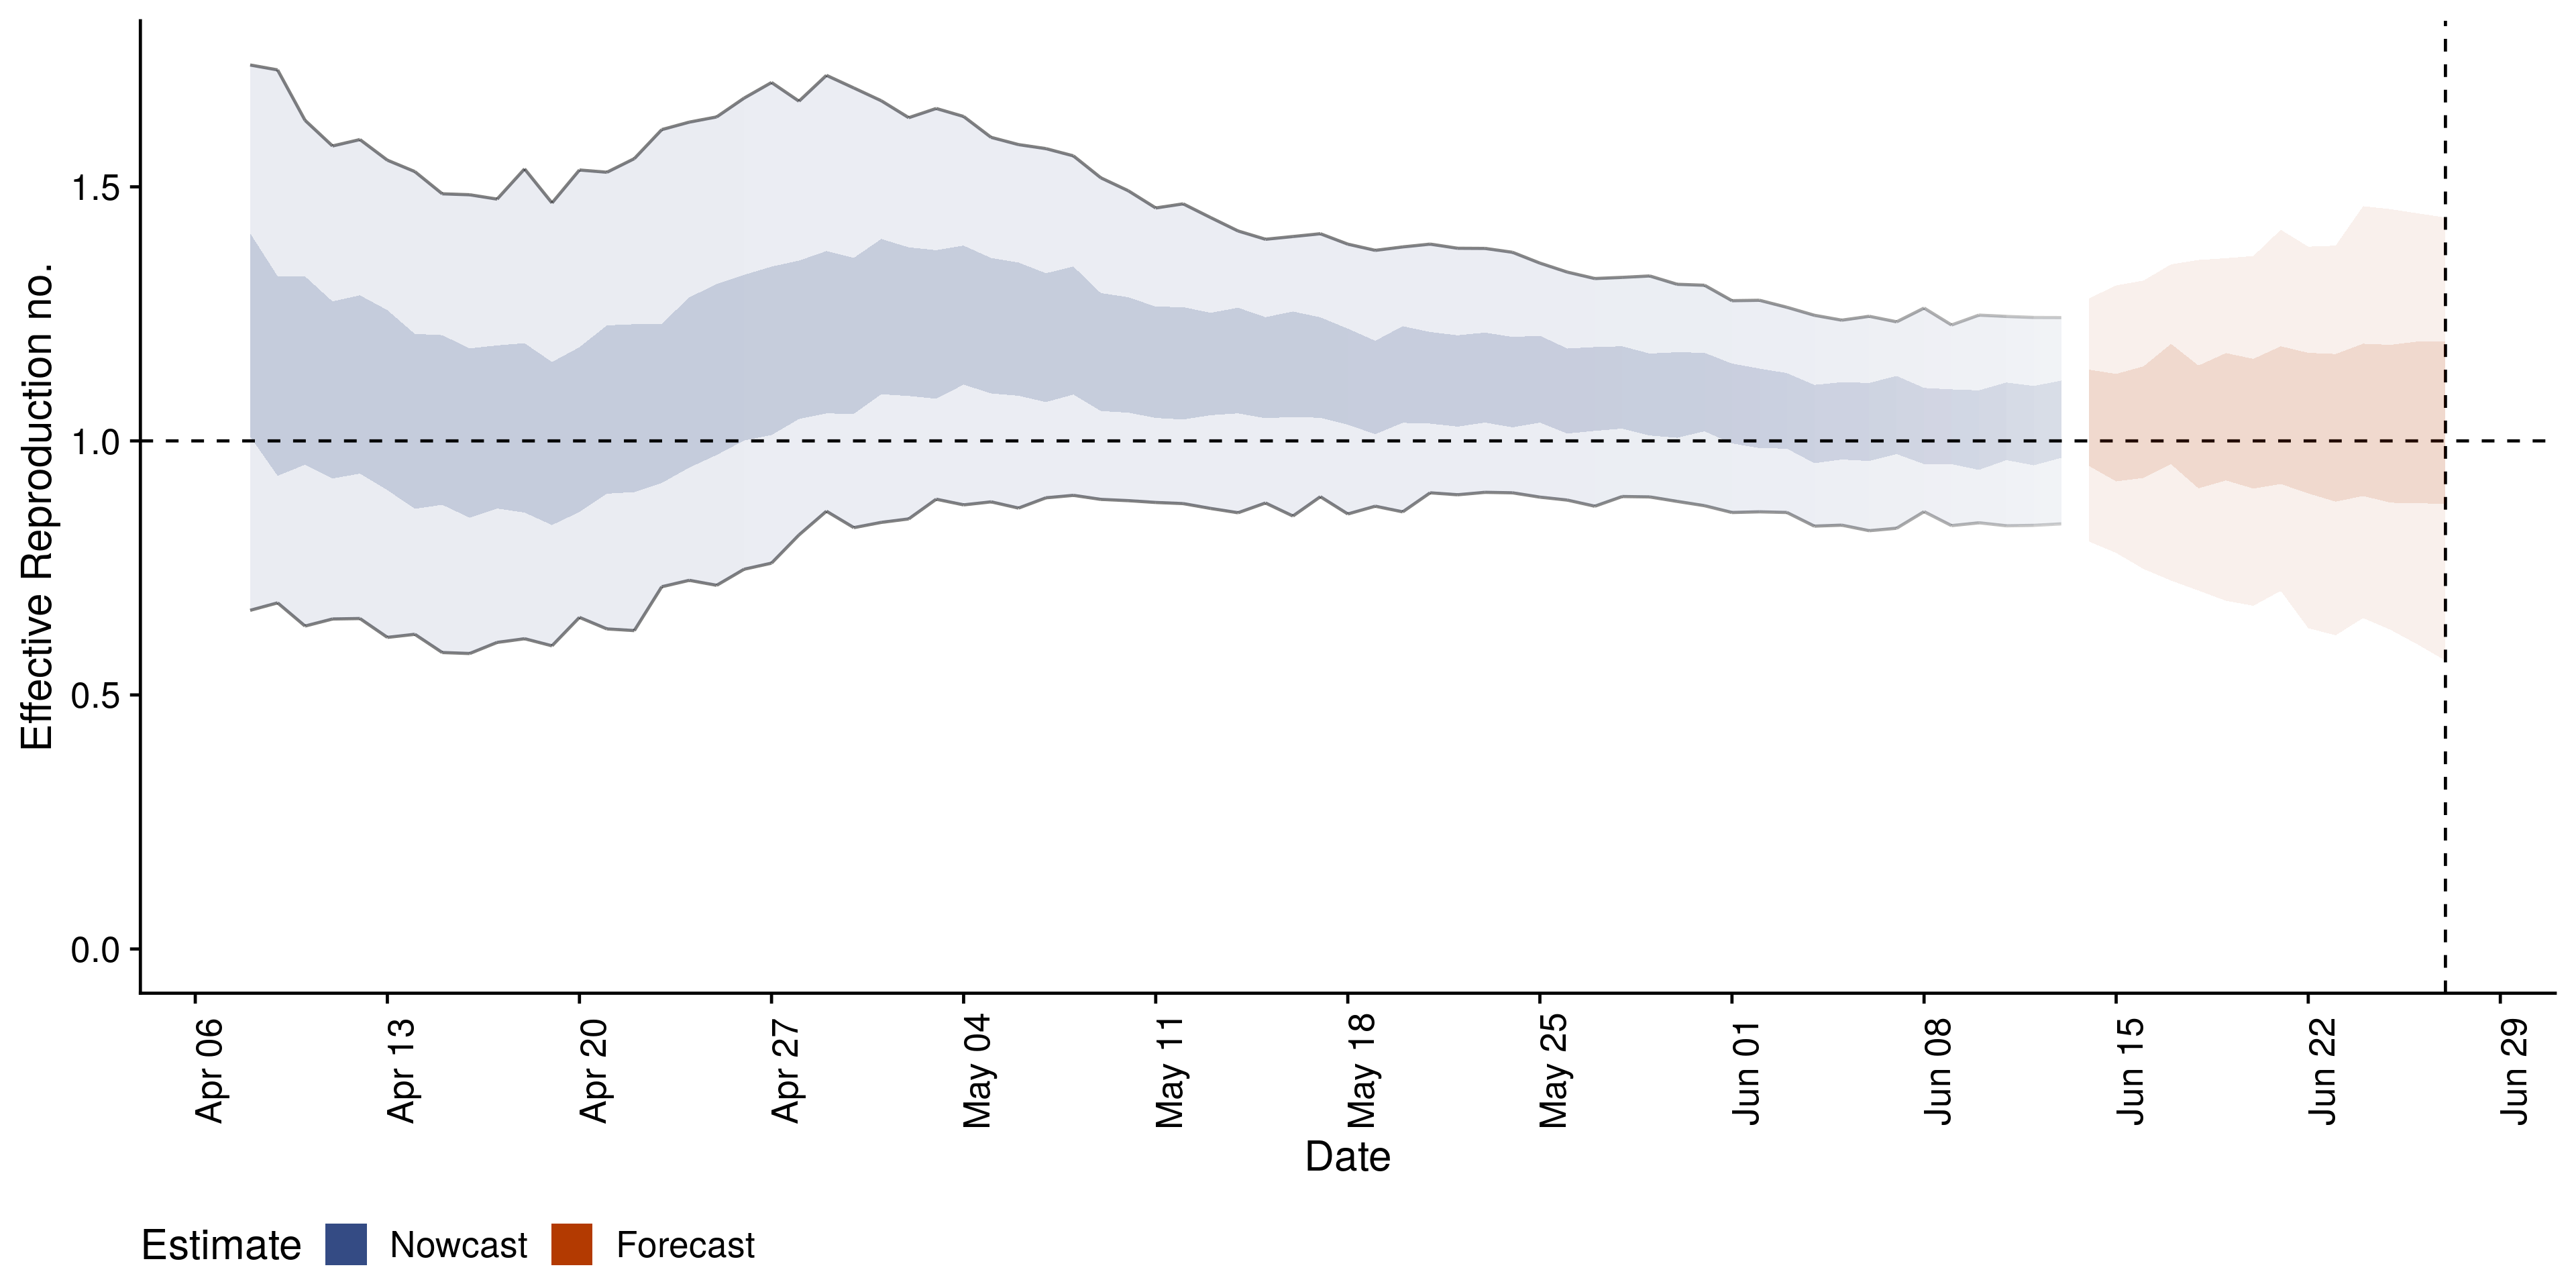 Effective Reproduction no.
1.5
1.0
0.5
0.0
Apr 06
Apr 13
Apr 20
Apr 27
May 04
May 11
May 18
May 25
Jun 01
Jun 08
Jun 15
Jun 22
Jun 29
Date
Estimate Nowcast Forecast